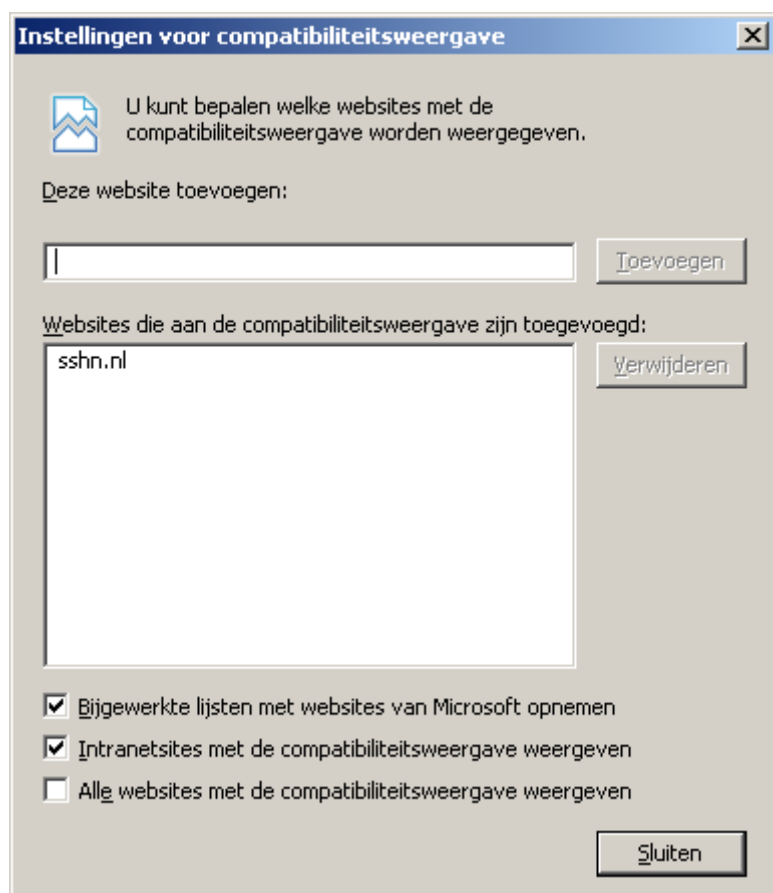 Instellingen voor compatibiliteitsweergave
U kunt bepalen welke websites met de
compatibiliteitsweergave worden weergegeven.
Deze website toevoegen:
Toevoegen
Websites die aan de compatibiliteitsweergave zijn toegevoegd:
sshn.nl
Verwijderen
Bijgewerkte lijsten met websites van Microsoft opnemen
Intranetsites met de compatibiliteitsweergave weergeven
Alle websites met de compatibiliteitsweergave weergeven
Sluiten